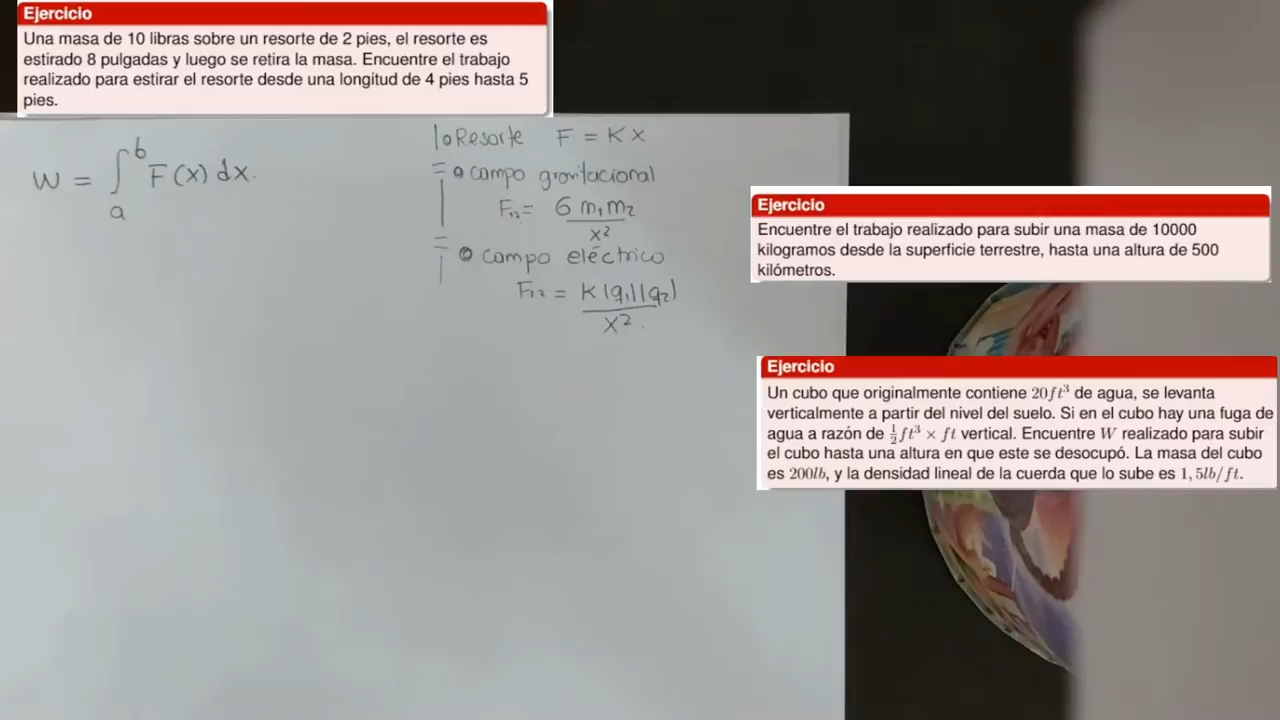 Ejercicio
Una masa de 10 libras sobre un resorte de 2 pies, el resorte es
estirado 8 pulgadas y luego se retira la masa. Encuentre el trabajo
realizado para estirar el resorte desde una longitud de 4 pies hasta 5
pies.
W = ∫_a^b F(x) dx.
Resorte F = Kx
campo gravitacional
F₁₂ = G m₁m₂ / x²
campo eléctrico
F₁₂ = K|q₁||q₂| / x².
Ejercicio
Encuentre el trabajo realizado para subir una masa de 10000
kilogramos desde la superficie terrestre, hasta una altura de 500
kilómetros.
Ejercicio
Un cubo que originalmente contiene 20ft³ de agua, se levanta
verticalmente a partir del nivel del suelo. Si en el cubo hay una fuga de
agua a razón de ½ft³ × ft vertical. Encuentre W realizado para subir
el cubo hasta una altura en que este se desocupó. La masa del cubo
es 200lb, y la densidad lineal de la cuerda que lo sube es 1,5lb/ft.